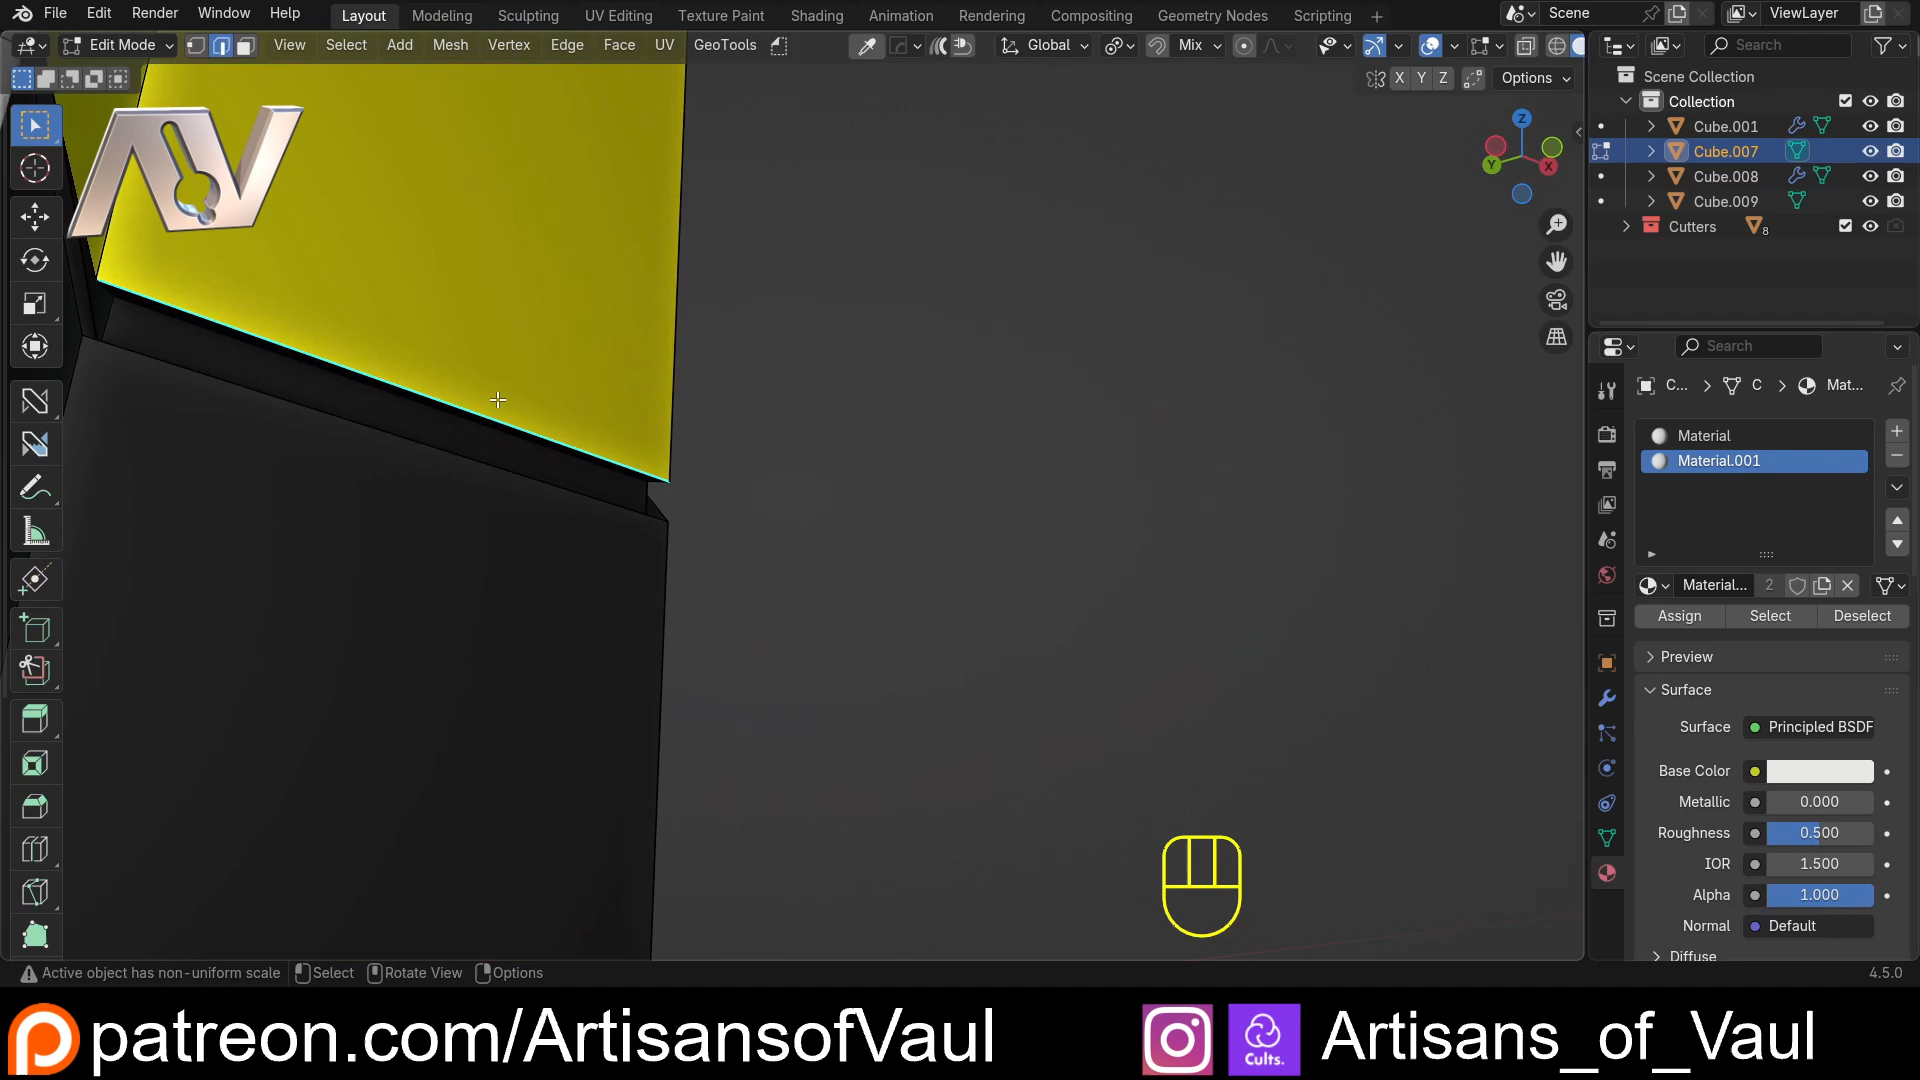 File Edit Render Window Help Layout Modeling Sculpting UV Editing Texture Paint Shading Animation Rendering Compositing Geometry Nodes Scripting Scene ViewLayer
Edit Mode View Select Add Mesh Vertex Edge Face UV GeoTools Global Mix Search
X Y Z Options
Scene Collection
Collection
Cube.001
Cube.007
Cube.008
Cube.009
Cutters 8
Z
Y X
Search
C... C Mat...
Material
Material.001
Material... 2
Assign Select Deselect
Preview
Surface
Surface Principled BSDF
Base Color
Metallic 0.000
Roughness 0.500
IOR 1.500
Alpha 1.000
Normal Default
Diffuse
Active object has non-uniform scale Select Rotate View Options 4.5.0
patreon.com/ArtisansofVaul Cults. Artisans_of_Vaul